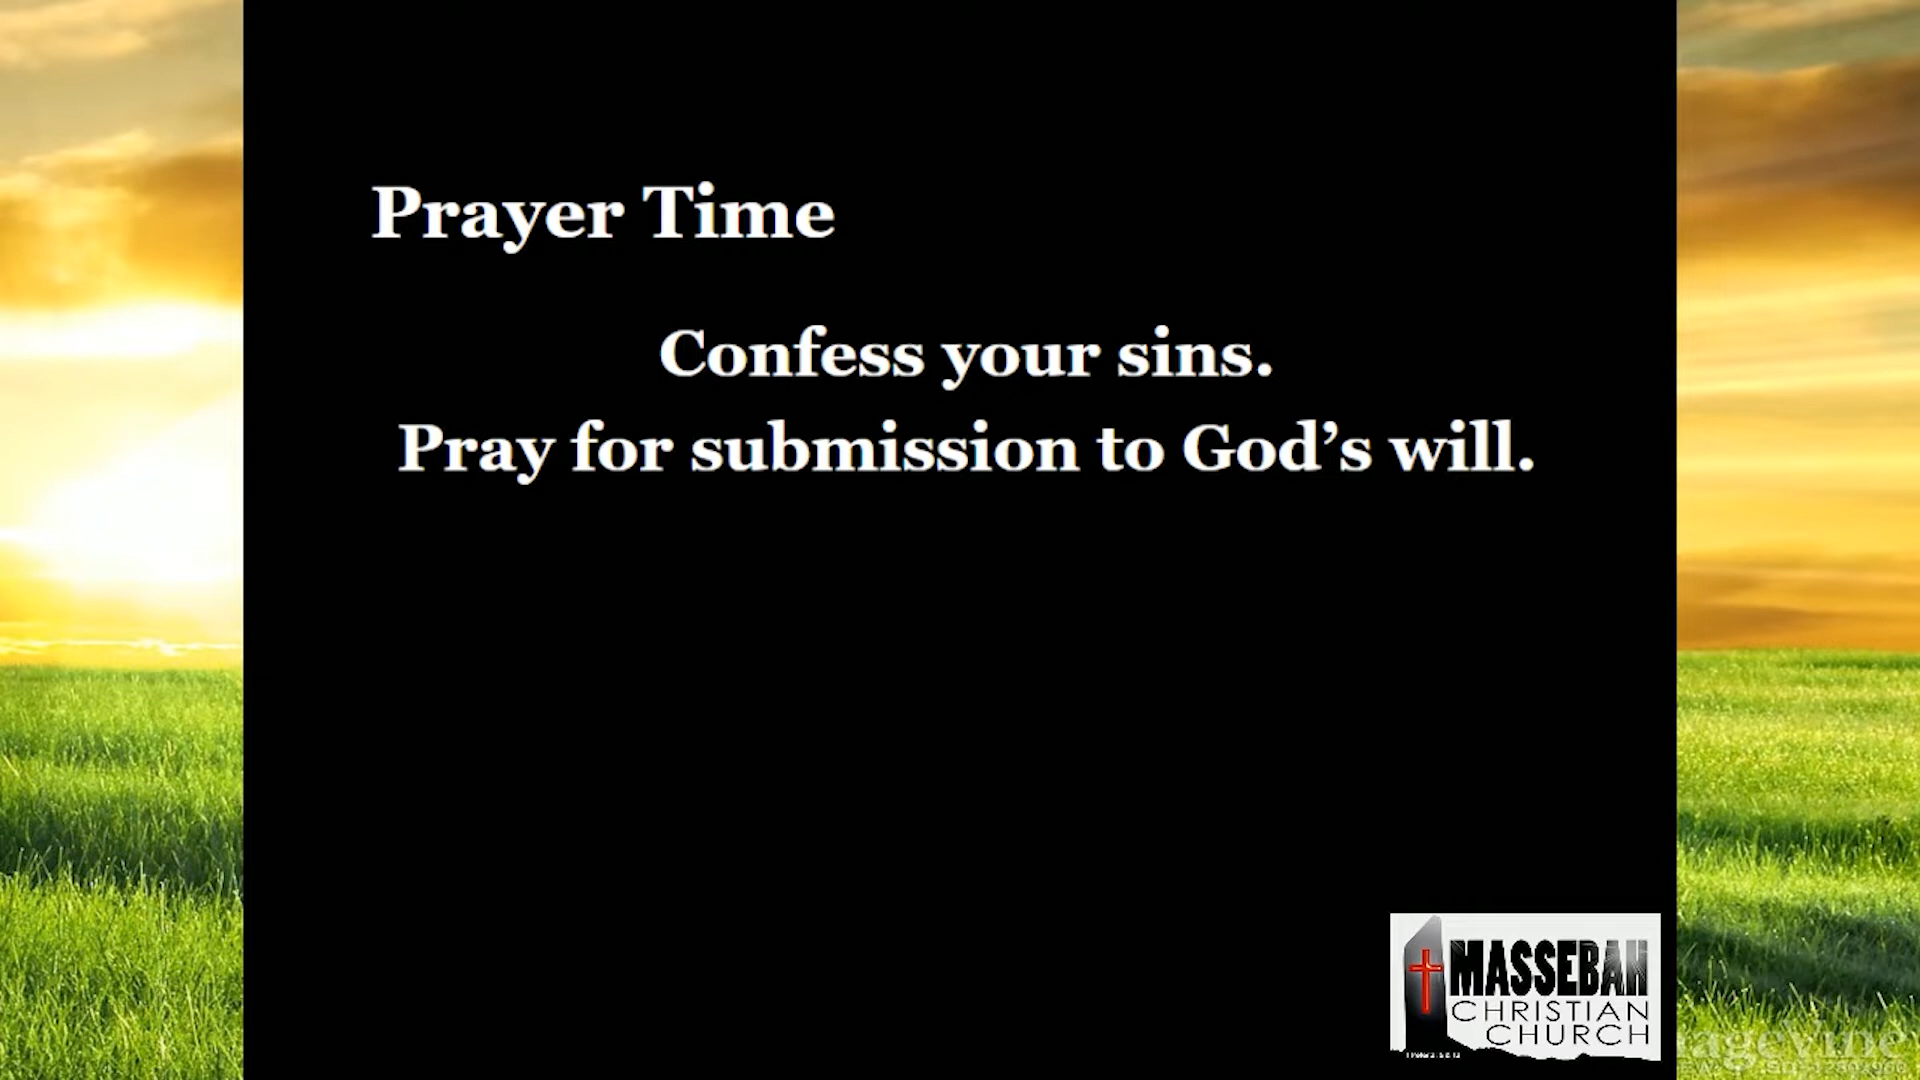 Prayer Time
Confess your sins.
Pray for submission to God’s will.
MASSEBAH
CHRISTIAN
CHURCH